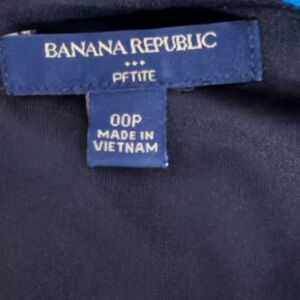 BANANA REPUBLIC
PETITE
00P
MADE IN
VIETNAM